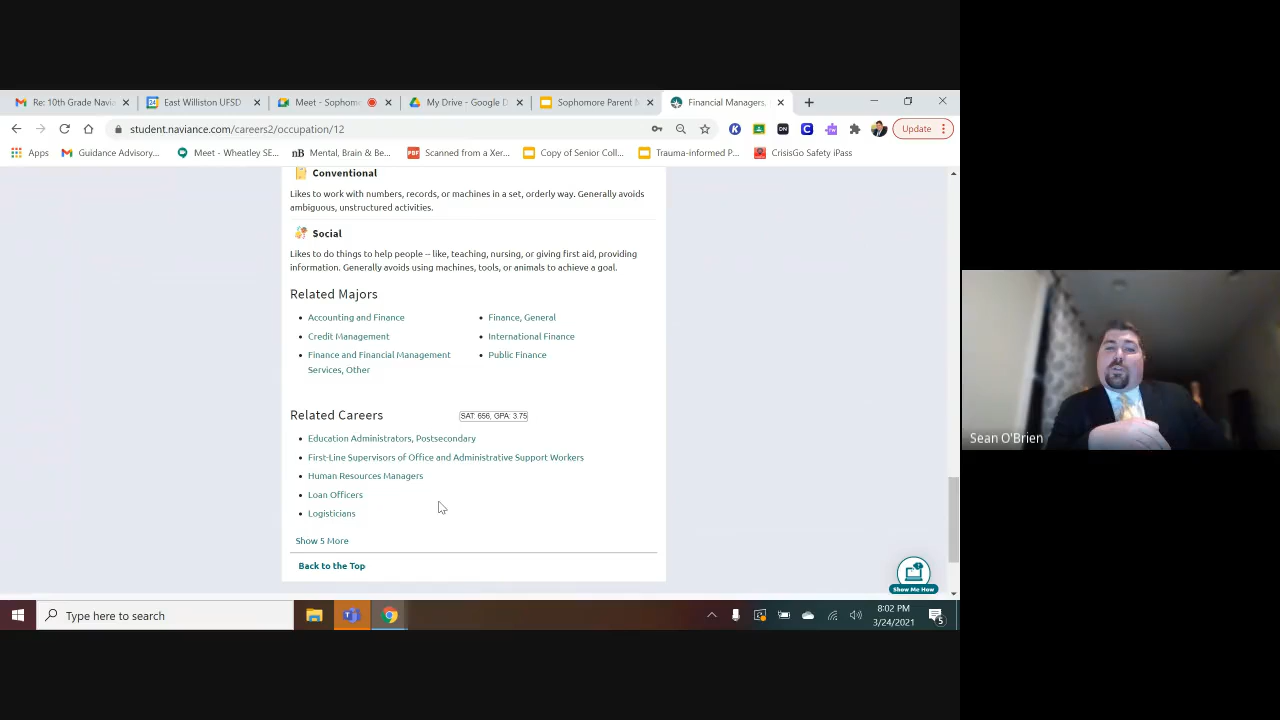 Re: 10th Grade Navia
East Williston UFSD
Meet - Sophom
My Drive - Google D
Sophomore Parent N
Financial Managers,
student.naviance.com/careers2/occupation/12
Update
Apps
Guidance Advisory...
Meet - Wheatley SE...
nB Mental, Brain & Be...
PDF Scanned from a Xer...
Copy of Senior Coll...
Trauma-informed P...
CrisisGo Safety iPass
Conventional
Likes to work with numbers, records, or machines in a set, orderly way. Generally avoids
ambiguous, unstructured activities.
Social
Likes to do things to help people -- like, teaching, nursing, or giving first aid, providing
information. Generally avoids using machines, tools, or animals to achieve a goal.
Related Majors
Accounting and Finance
Credit Management
Finance and Financial Management
Services, Other
Finance, General
International Finance
Public Finance
Related Careers
SAT: 656, GPA: 3.75
Education Administrators, Postsecondary
First-Line Supervisors of Office and Administrative Support Workers
Human Resources Managers
Loan Officers
Logisticians
Show 5 More
Back to the Top
Show Me How
Sean O'Brien
Type here to search
8:02 PM
3/24/2021
5